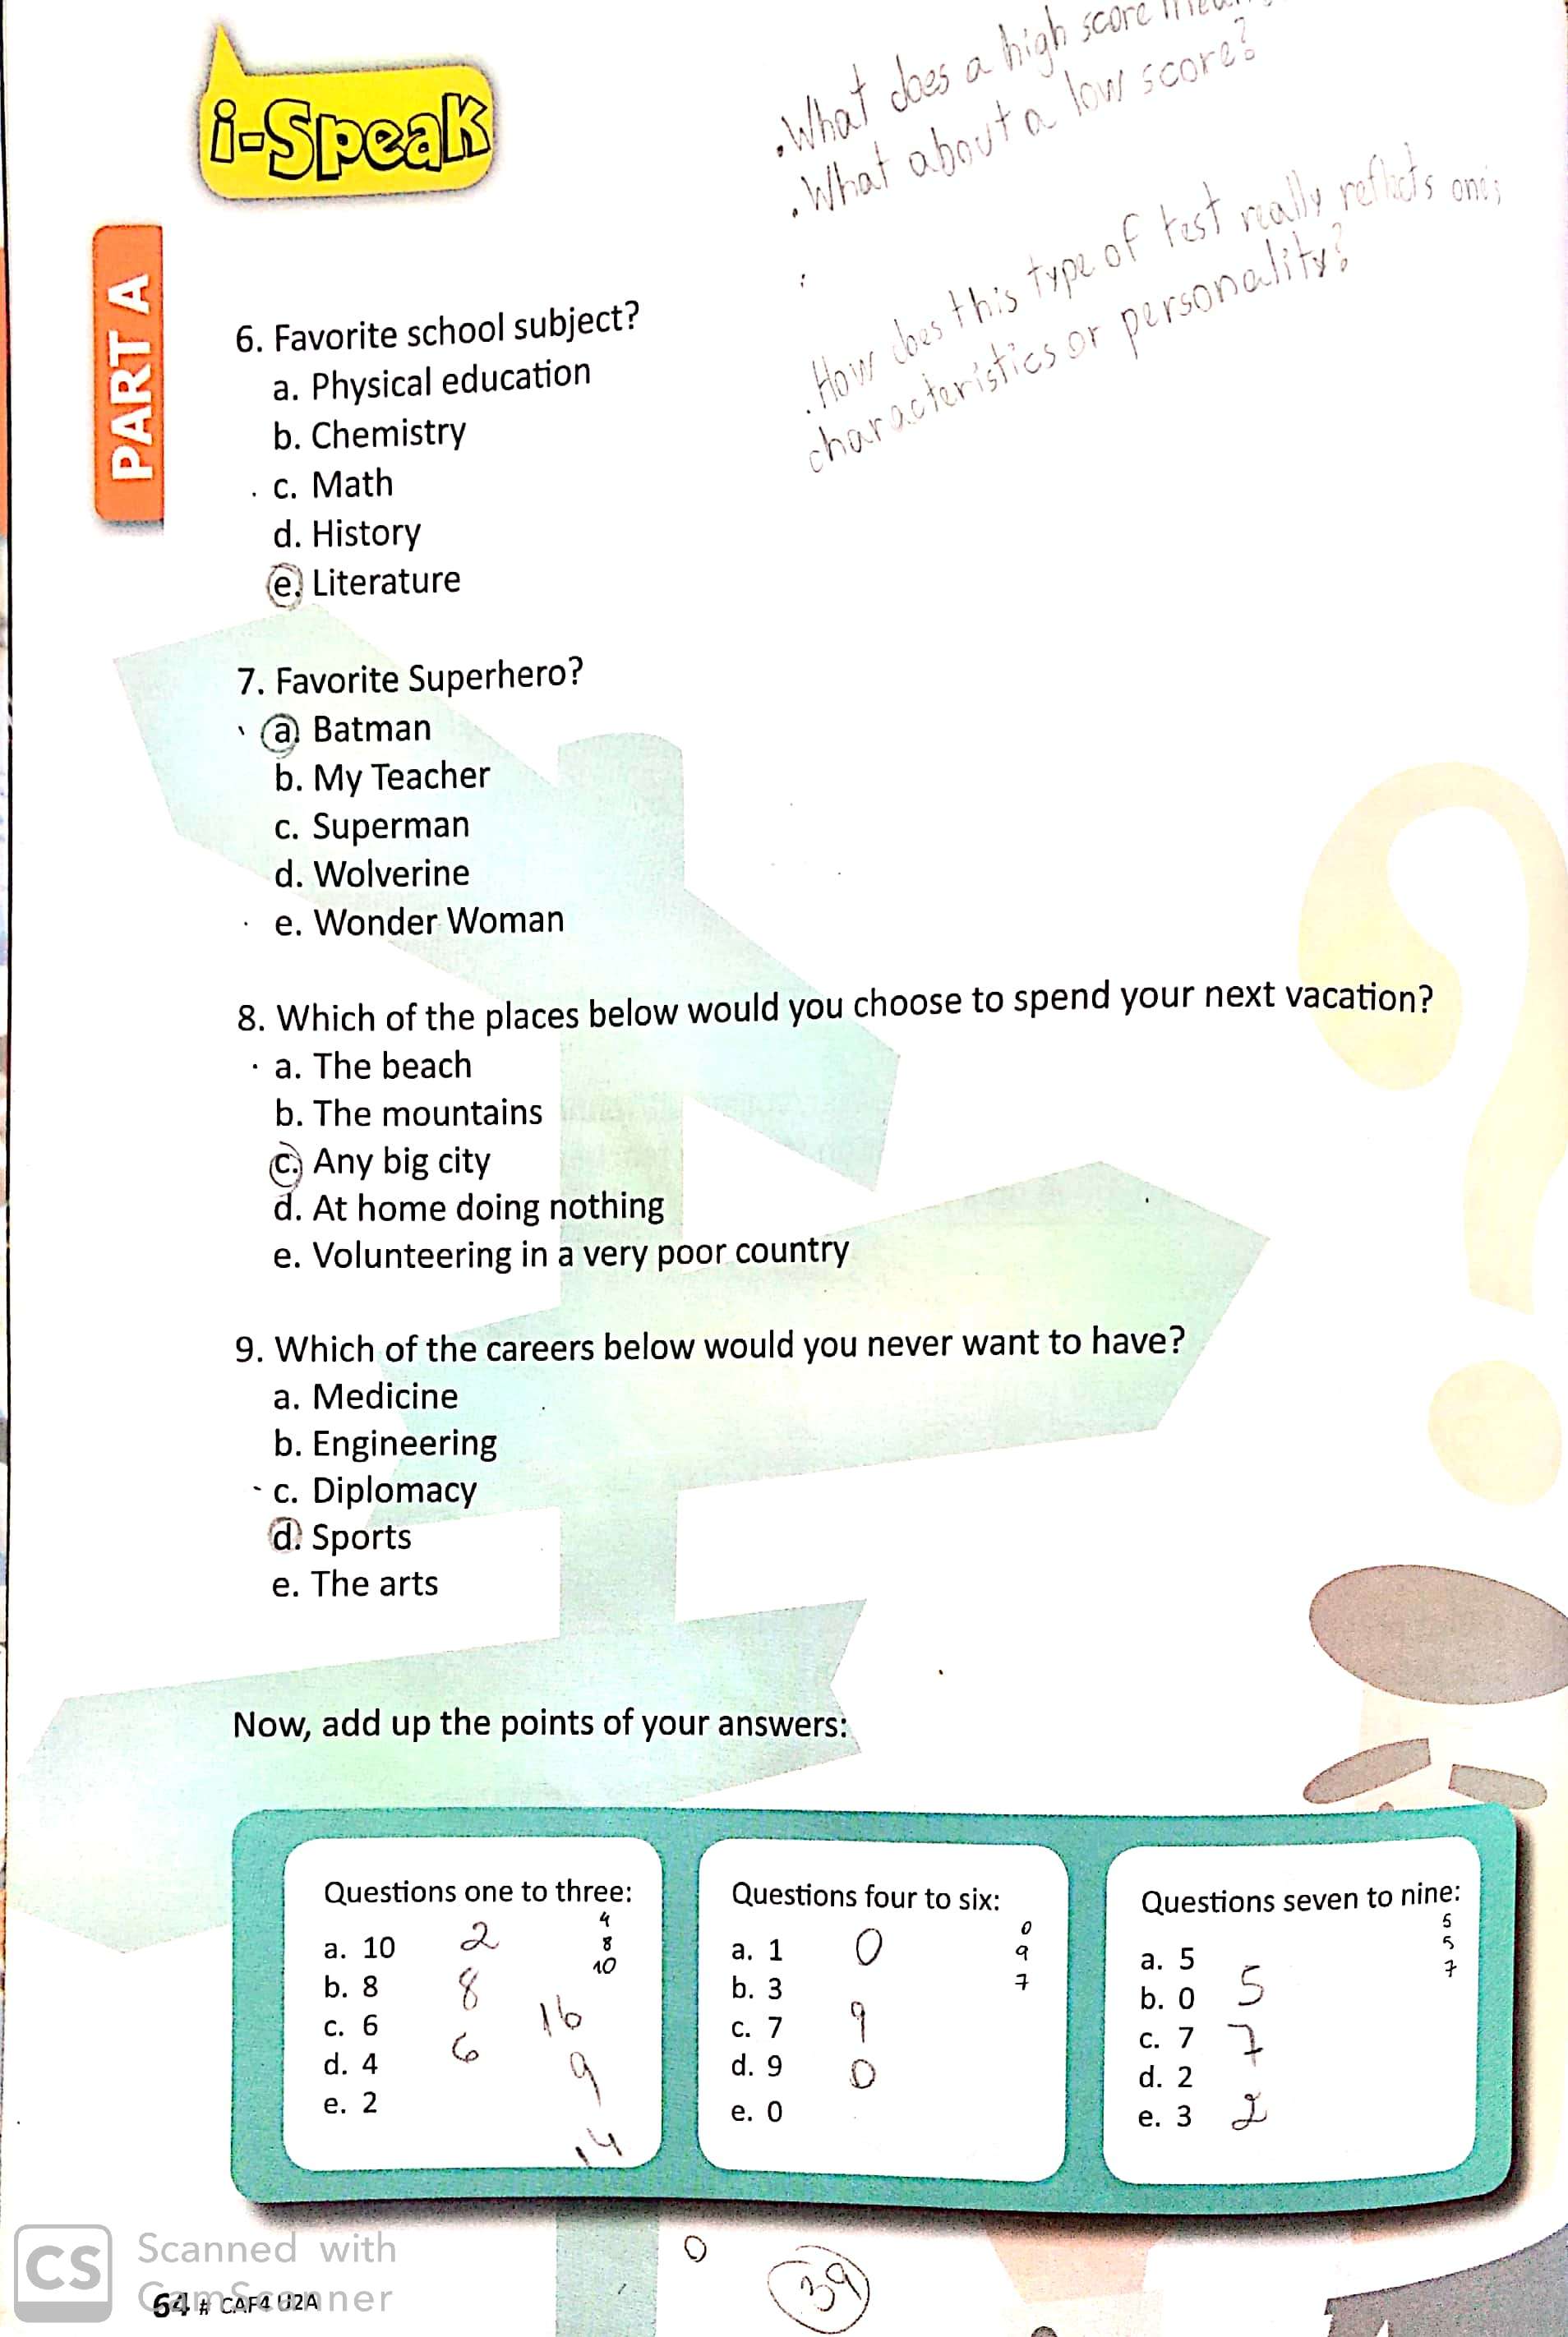 i-Speak
.What does a high score
.What about a low score?
.How does this type of test really reflects one's
characteristics or personality?
PART A
6. Favorite school subject?
a. Physical education
b. Chemistry
c. Math
d. History
e. Literature
7. Favorite Superhero?
a. Batman
b. My Teacher
c. Superman
d. Wolverine
e. Wonder Woman
8. Which of the places below would you choose to spend your next vacation?
a. The beach
b. The mountains
c. Any big city
d. At home doing nothing
e. Volunteering in a very poor country
9. Which of the careers below would you never want to have?
a. Medicine
b. Engineering
c. Diplomacy
d. Sports
e. The arts
Now, add up the points of your answers:
Questions one to three:
4
a. 10 2 8
10
b. 8 8
c. 6 16
d. 4 6 9
e. 2
14
Questions four to six:
0
a. 1 0 9
b. 3 7
c. 7 9
d. 9 0
e. 0
Questions seven to nine:
5
5
a. 5 7
b. 0 5
c. 7 7
d. 2
e. 3 2
0
39
CS Scanned with
CamScanner
64 # CAF4 U2A